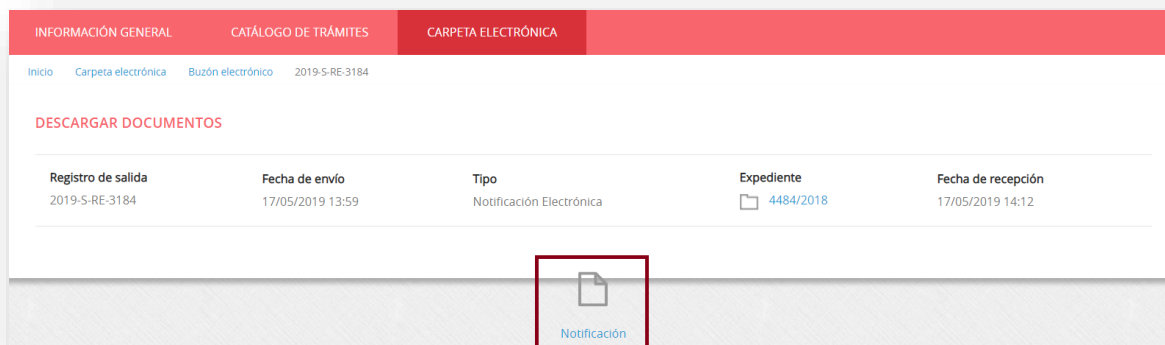 INFORMACIÓN GENERAL CATÁLOGO DE TRÁMITES CARPETA ELECTRÓNICA
Inicio Carpeta electrónica Buzón electrónico 2019-S-RE-3184
DESCARGAR DOCUMENTOS
Registro de salida Fecha de envío Tipo Expediente Fecha de recepción
2019-S-RE-3184 17/05/2019 13:59 Notificación Electrónica 4484/2018 17/05/2019 14:12
Notificación